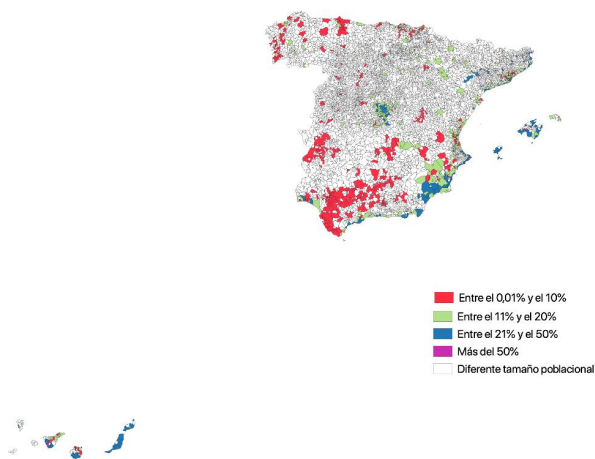 Entre el 0,01% y el 10%
Entre el 11% y el 20%
Entre el 21% y el 50%
Más del 50%
Diferente tamaño poblacional